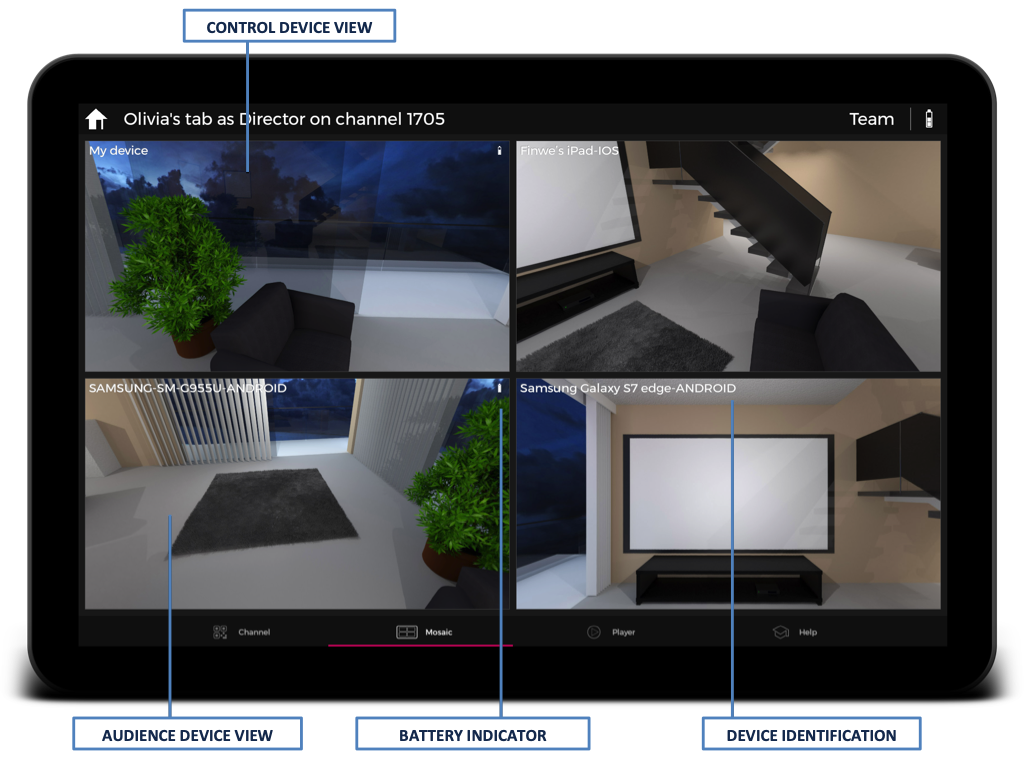 CONTROL DEVICE VIEW
Olivia's tab as Director on channel 1705
Team
My device
Finwe's iPad-IOS
SAMSUNG-SM-G955U-ANDROID
Samsung Galaxy S7 edge-ANDROID
Channel
Mosaic
Player
Help
AUDIENCE DEVICE VIEW
BATTERY INDICATOR
DEVICE IDENTIFICATION